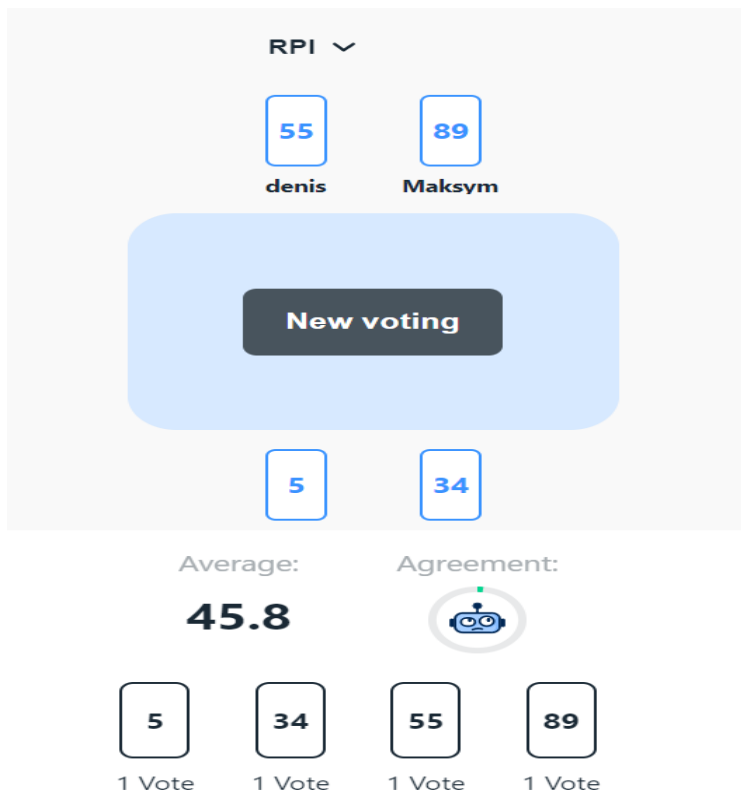 RPI
55 89
denis Maksym
New voting
5 34
Average: Agreement:
45.8
5 34 55 89
1 Vote 1 Vote 1 Vote 1 Vote